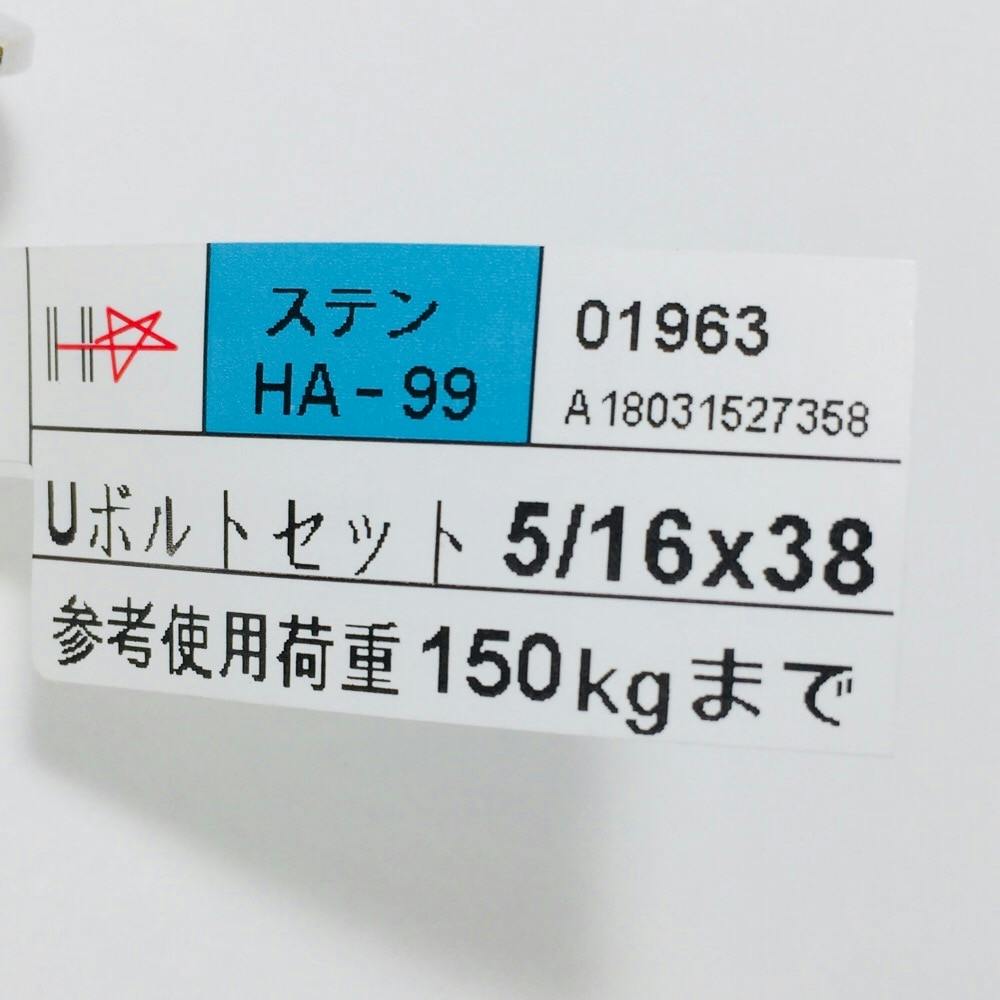 H
ステン
HA-99
01963
A18031527358
Uボルトセット 5/16x38
参考使用荷重150kgまで